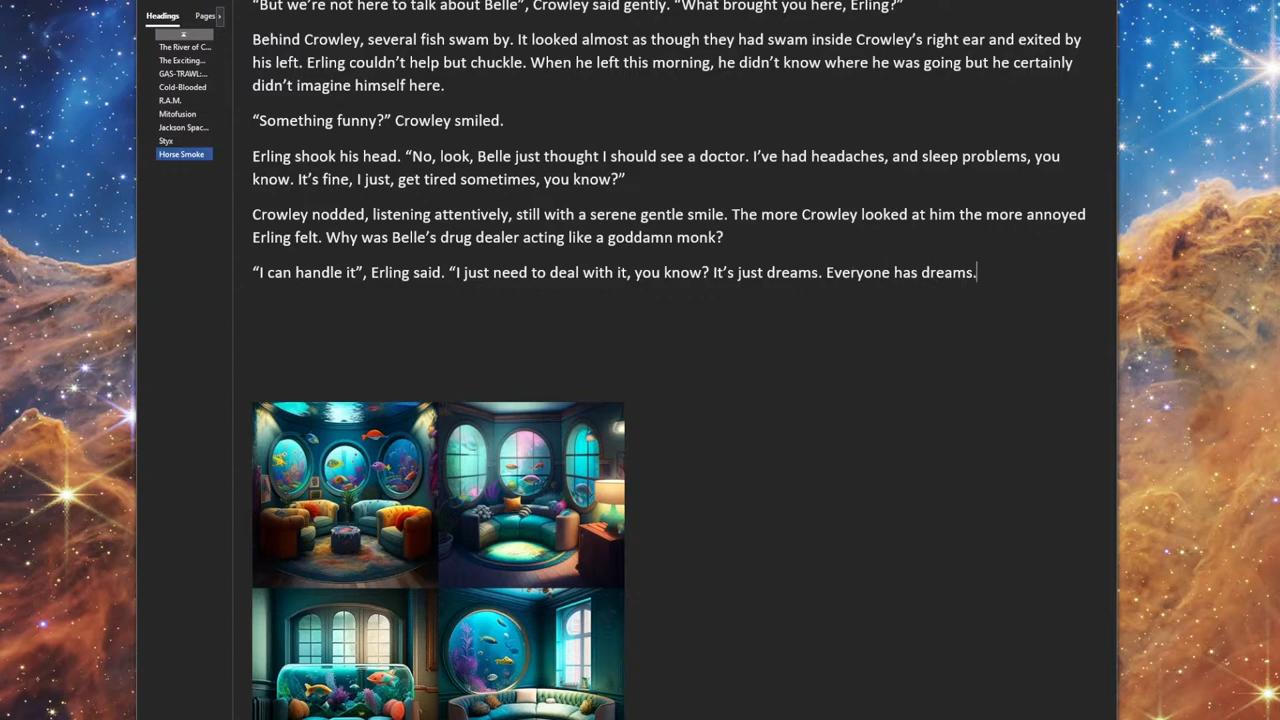 “But we’re not here to talk about Belle”, Crowley said gently. “What brought you here, Erling?”
Headings
Pages
The River of C...
The Exciting...
GAS-TRAWL:...
Cold-Blooded
R.A.M.
Mitofusion
Jackson Spac...
Styx
Horse Smoke
Behind Crowley, several fish swam by. It looked almost as though they had swam inside Crowley’s right ear and exited by
his left. Erling couldn’t help but chuckle. When he left this morning, he didn’t know where he was going but he certainly
didn’t imagine himself here.
“Something funny?” Crowley smiled.
Erling shook his head. “No, look, Belle just thought I should see a doctor. I’ve had headaches, and sleep problems, you
know. It’s fine, I just, get tired sometimes, you know?”
Crowley nodded, listening attentively, still with a serene gentle smile. The more Crowley looked at him the more annoyed
Erling felt. Why was Belle’s drug dealer acting like a goddamn monk?
“I can handle it”, Erling said. “I just need to deal with it, you know? It’s just dreams. Everyone has dreams.